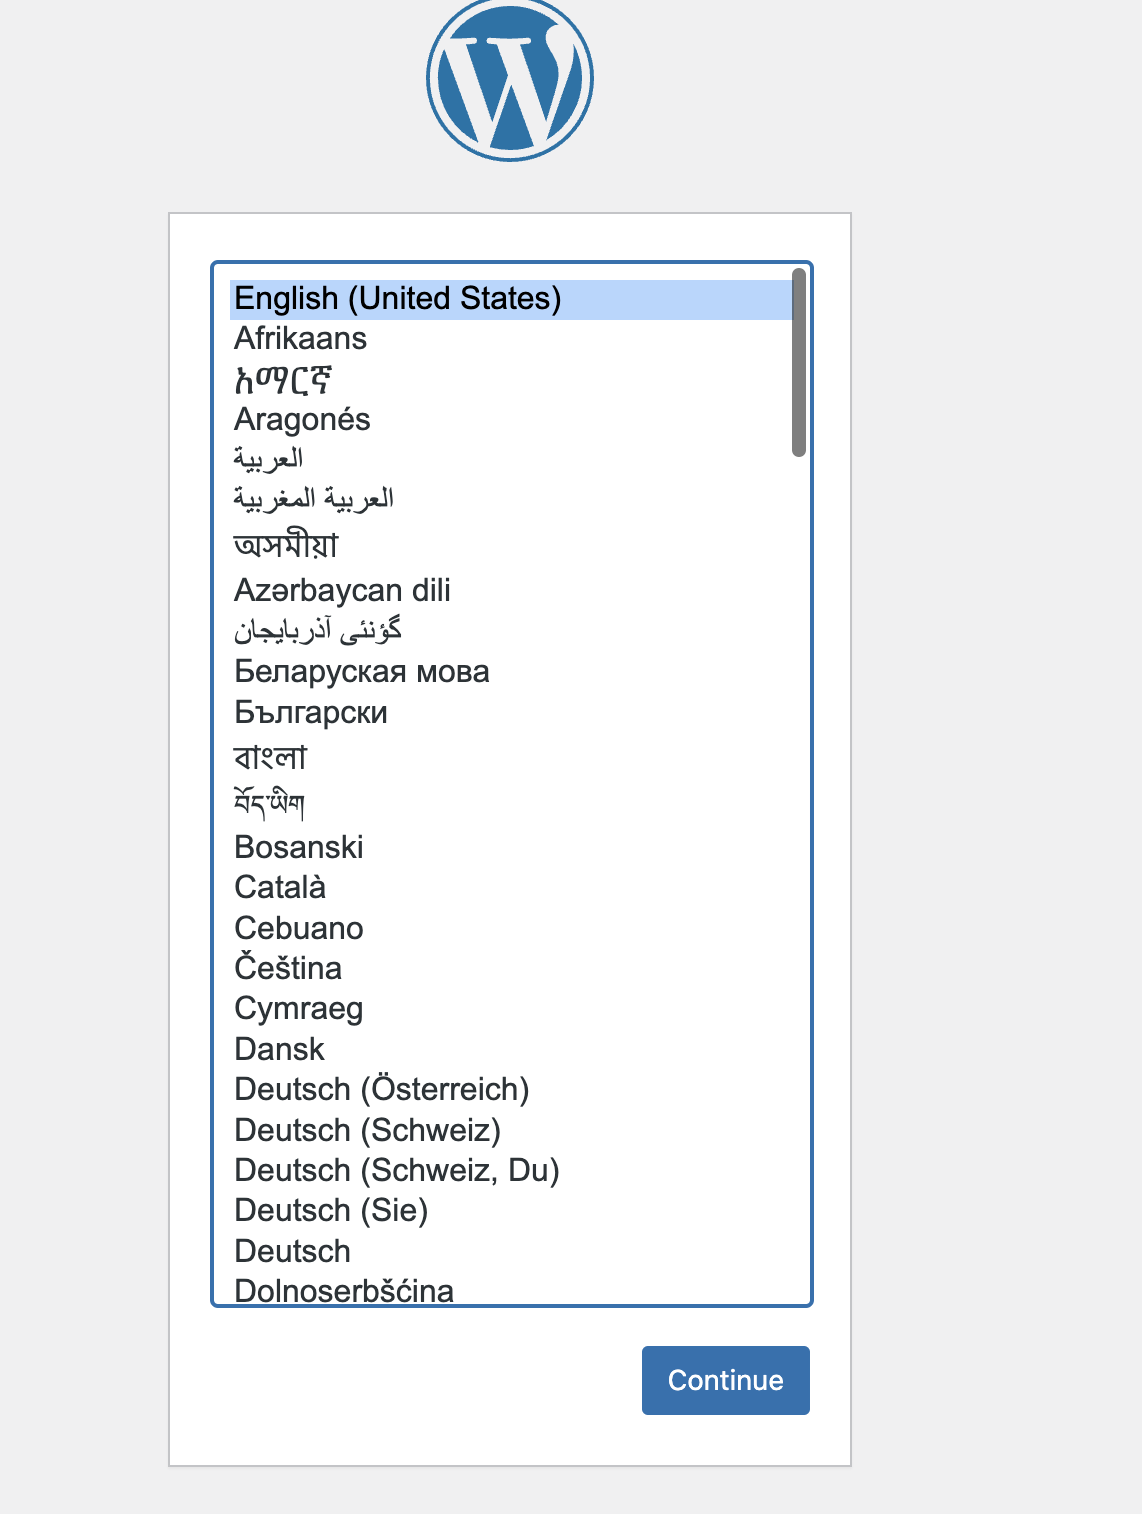 English (United States)
Afrikaans
አማርኛ
Aragonés
العربية
العربية المغربية
অসমীয়া
Azərbaycan dili
گؤنئی آذربایجان
Беларуская мова
Български
বাংলা
བོད་ཡིག
Bosanski
Català
Cebuano
Čeština
Cymraeg
Dansk
Deutsch (Österreich)
Deutsch (Schweiz)
Deutsch (Schweiz, Du)
Deutsch (Sie)
Deutsch
Dolnoserbšćina
Continue